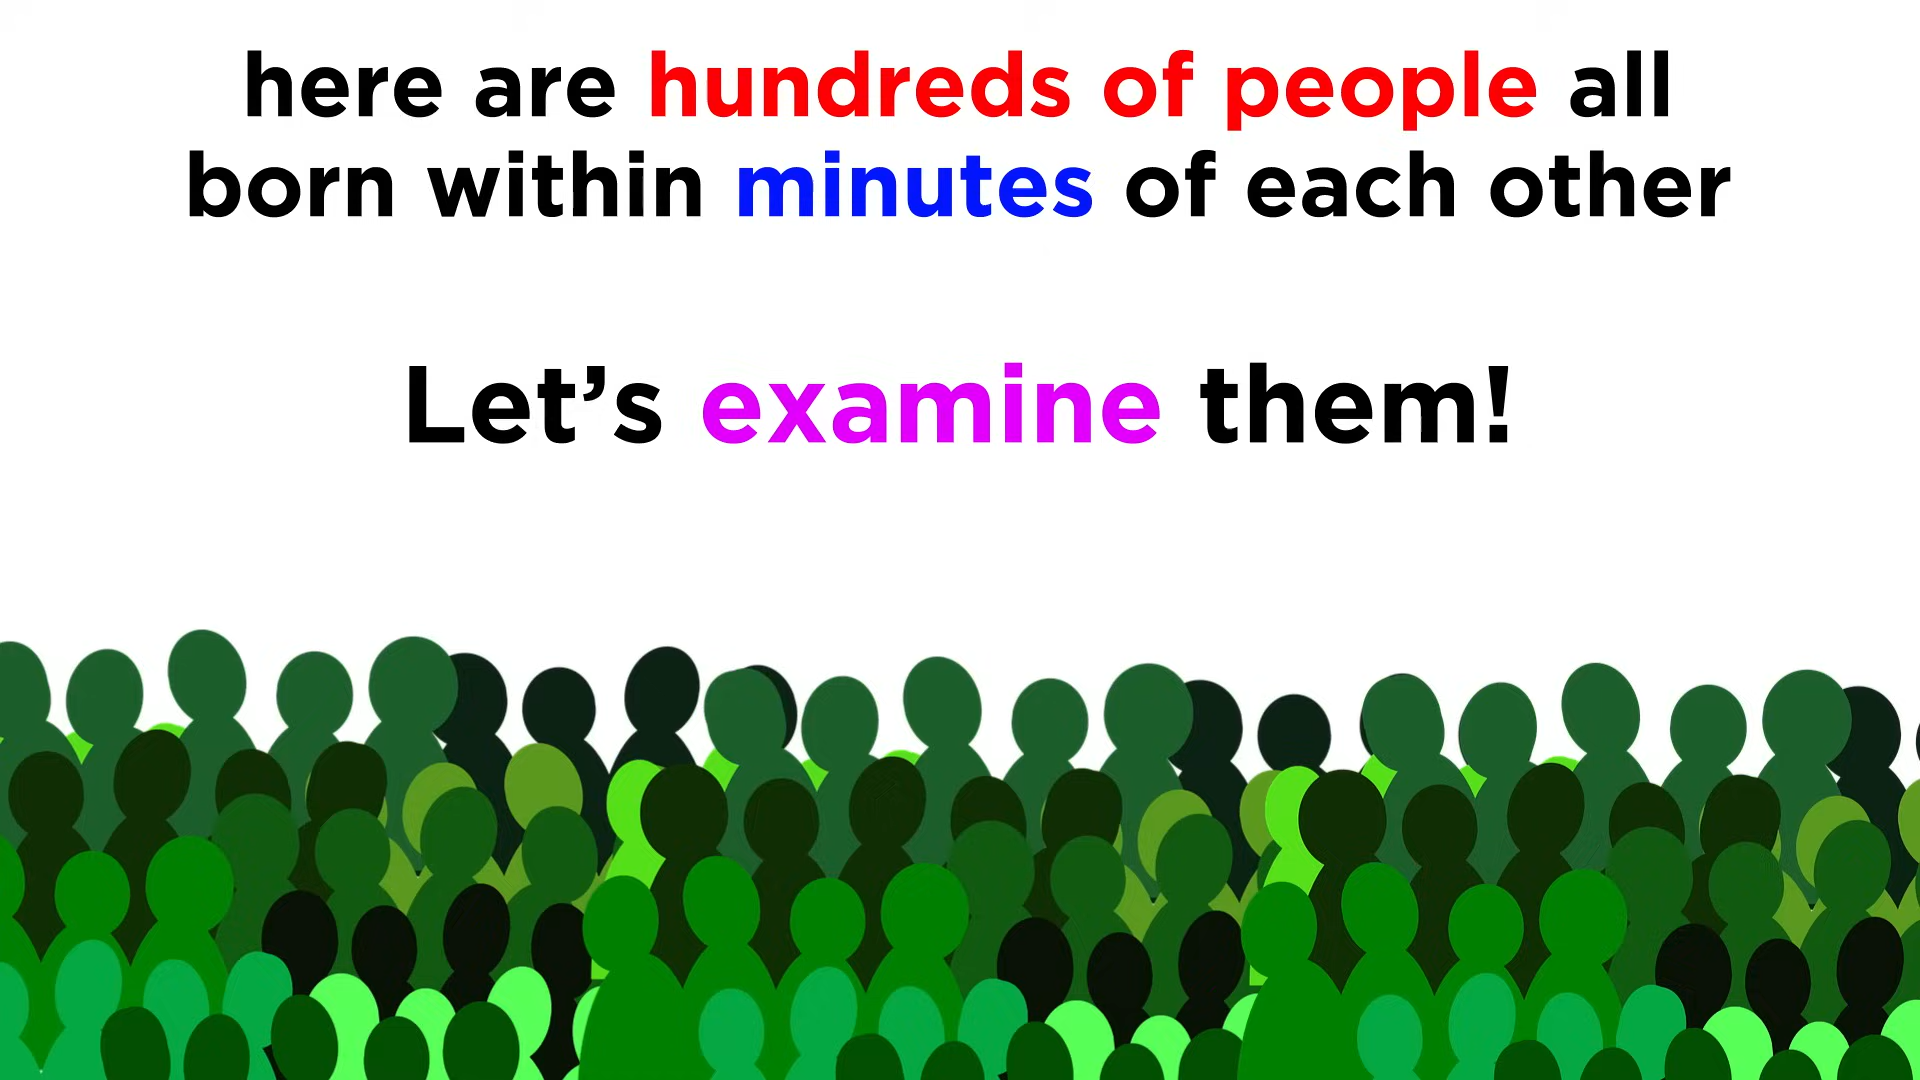 here are hundreds of people all
born within minutes of each other
Let’s examine them!